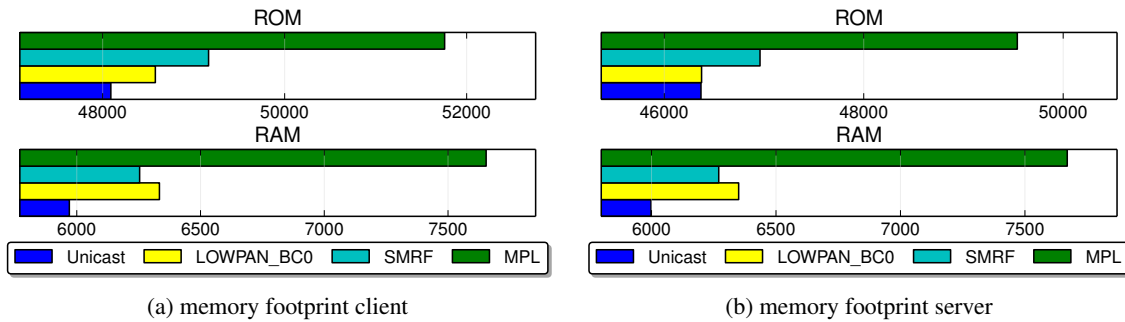 ROM
48000 50000 52000
RAM
6000 6500 7000 7500
Unicast LOWPAN_BC0 SMRF MPL
(a) memory footprint client
ROM
46000 48000 50000
RAM
6000 6500 7000 7500
Unicast LOWPAN_BC0 SMRF MPL
(b) memory footprint server